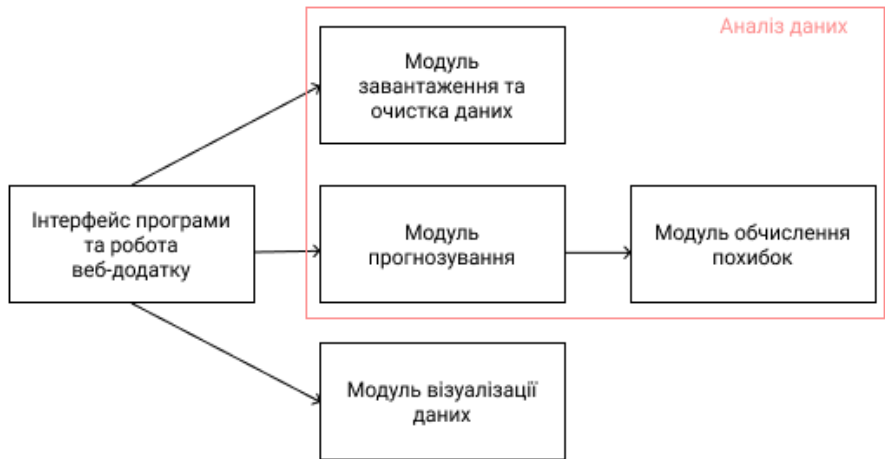 Аналіз даних
Модуль
завантаження та
очистка даних
Інтерфейс програми
та робота
веб-додатку
Модуль
прогнозування
Модуль обчислення
похибок
Модуль візуалізації
даних